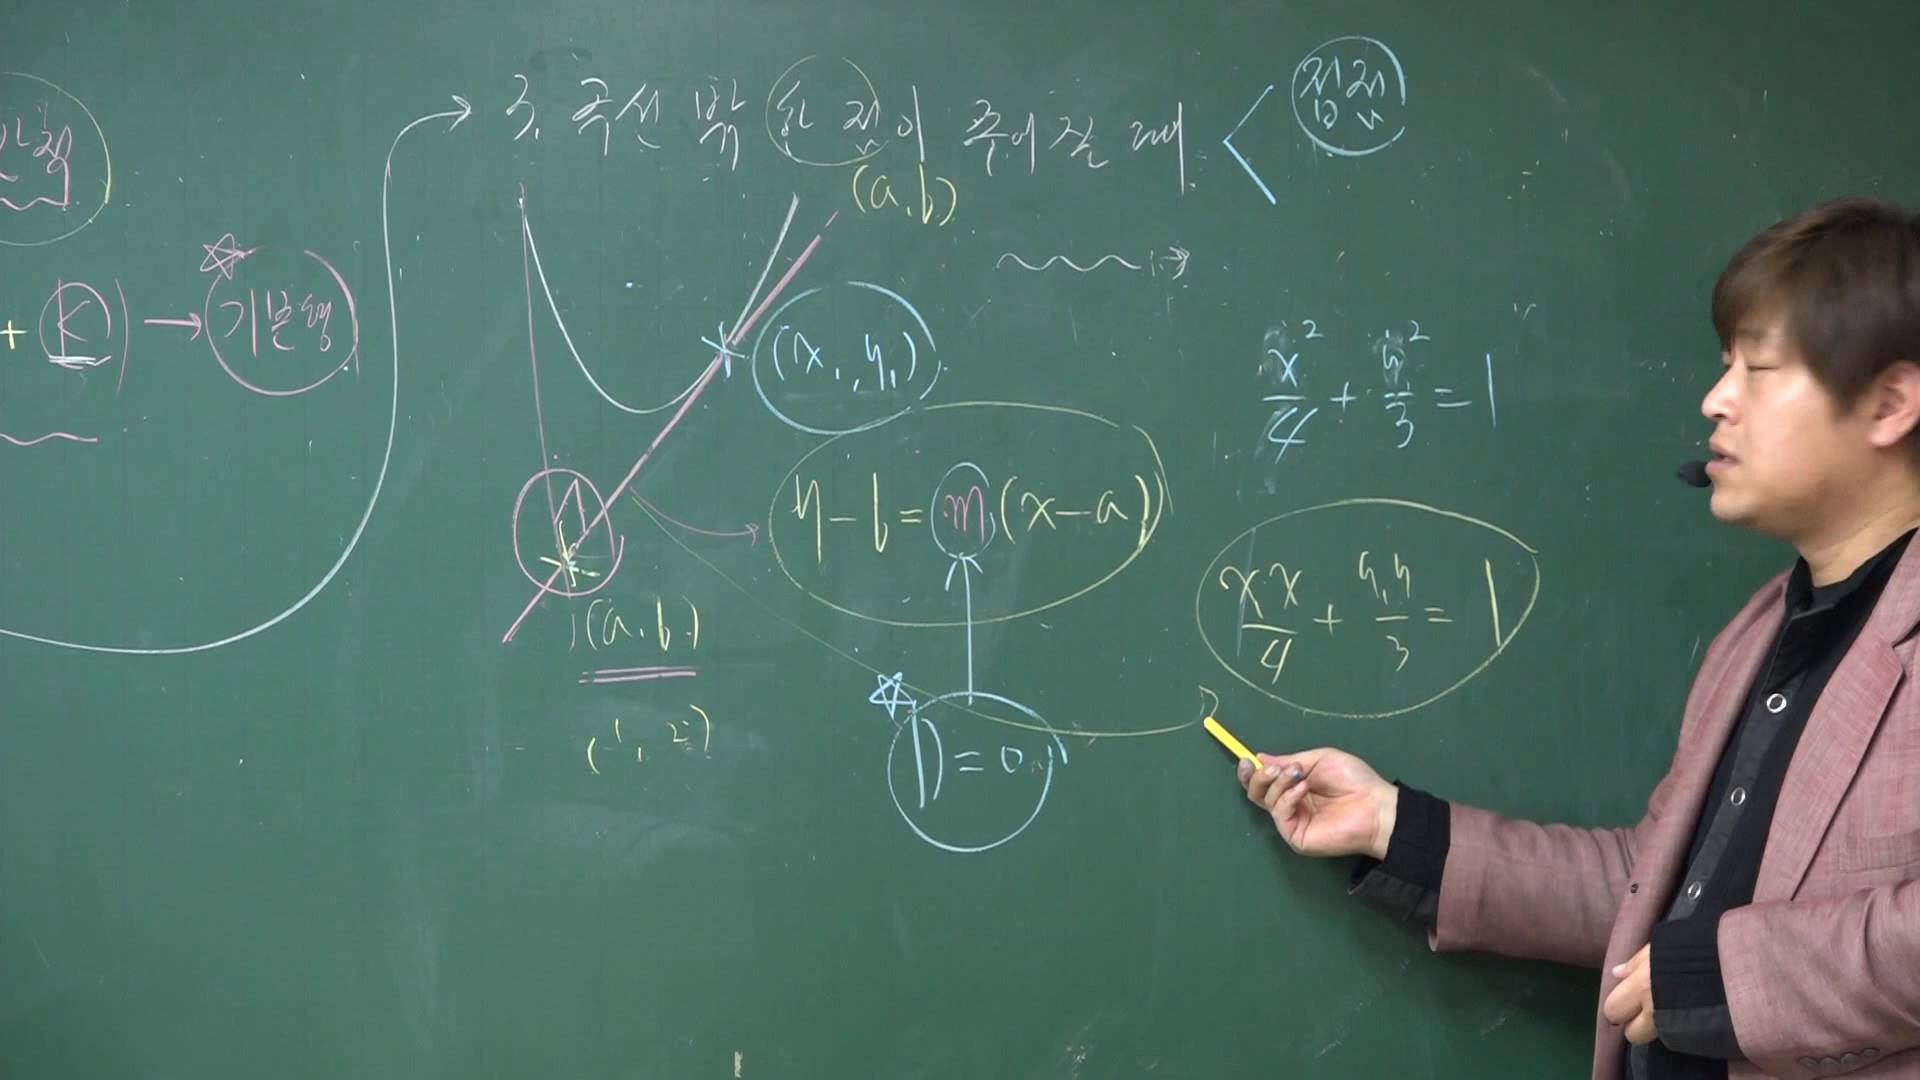 3. 곡선 밖 한 점이 주어질 때
접점
(a, b)
+ K) → 기본형
(x₁, y₁)
x²/4 + y²/3 = 1
y - b = m(x - a)
x₁x/4 + y₁y/3 = 1
(a, b)
(1, 2)
D = 0